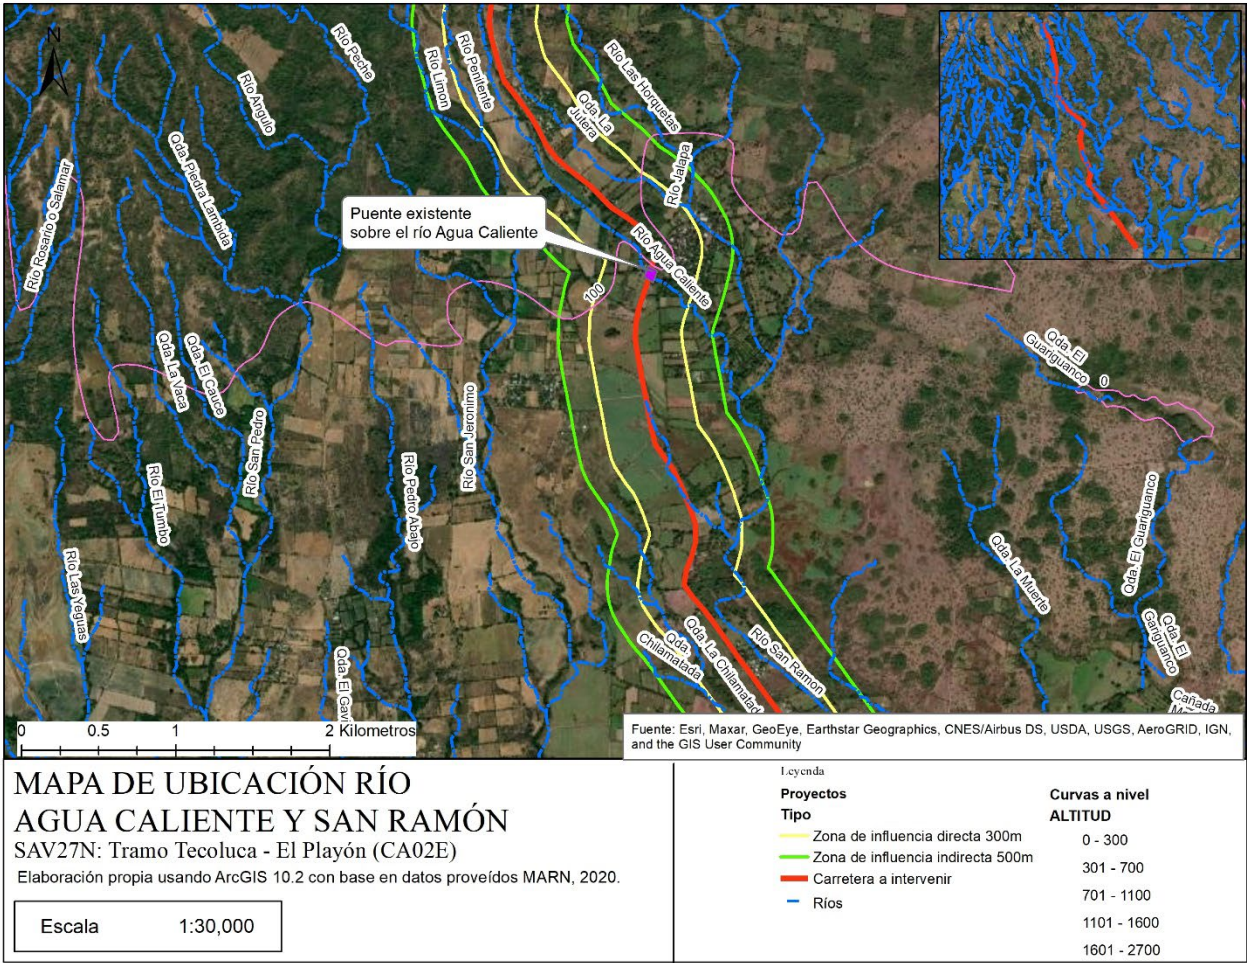 N
Río Peche
Río Angulo
Río Limon
Río Penitente
Qda. La
Jutera
Río Las Horquetas
Río Jalapa
Qda. Piedra Lambida
Río Rosario Salamar
Puente existente
sobre el río Agua Caliente
Río Agua Caliente
100
Qda. El
Guariguanco
0
Qda. La Vaca
Qda. El Cauce
Río San Pedro
Río San Jeronimo
Río El Tumbo
Río Pedro Abajo
Qda. El Guariguanco
Río Las Yeguas
Qda. La Muerte
Qda. El
Gariguanco
Qda.
Chilamatada
Qda. La Chilamatad
Río San Ramon
Qda. El Gavi
Cañada
0 0.5 1 2 Kilometros
Fuente: Esri, Maxar, GeoEye, Earthstar Geographics, CNES/Airbus DS, USDA, USGS, AeroGRID, IGN,
and the GIS User Community
MAPA DE UBICACIÓN RÍO
AGUA CALIENTE Y SAN RAMÓN
SAV27N: Tramo Tecoluca - El Playón (CA02E)
Elaboración propia usando ArcGIS 10.2 con base en datos proveídos MARN, 2020.
Escala 1:30,000
Leyenda
Proyectos
Tipo
Zona de influencia directa 300m
Zona de influencia indirecta 500m
Carretera a intervenir
Ríos
Curvas a nivel
ALTITUD
0 - 300
301 - 700
701 - 1100
1101 - 1600
1601 - 2700